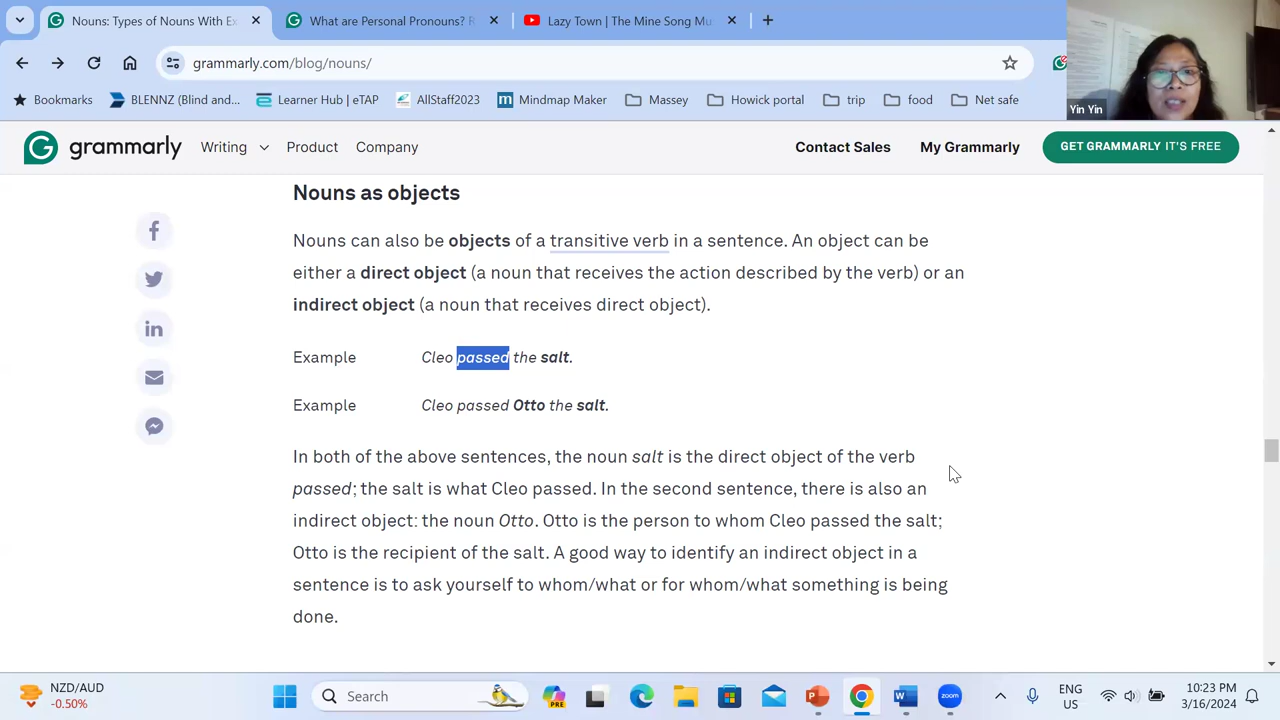 Nouns: Types of Nouns With Ex
What are Personal Pronouns? R
Lazy Town | The Mine Song Mu
grammarly.com/blog/nouns/
Bookmarks
BLENNZ (Blind and...
Learner Hub | eTAP
AllStaff2023
Mindmap Maker
Massey
Howick portal
trip
food
Net safe
Yin Yin
grammarly
Writing
Product
Company
Contact Sales
My Grammarly
GET GRAMMARLY IT'S FREE
Nouns as objects
Nouns can also be objects of a transitive verb in a sentence. An object can be
either a direct object (a noun that receives the action described by the verb) or an
indirect object (a noun that receives direct object).
Example Cleo passed the salt.
Example Cleo passed Otto the salt.
In both of the above sentences, the noun salt is the direct object of the verb
passed; the salt is what Cleo passed. In the second sentence, there is also an
indirect object: the noun Otto. Otto is the person to whom Cleo passed the salt;
Otto is the recipient of the salt. A good way to identify an indirect object in a
sentence is to ask yourself to whom/what or for whom/what something is being
done.
NZD/AUD
-0.50%
Search
PRE
zoom
ENG
US
10:23 PM
3/16/2024